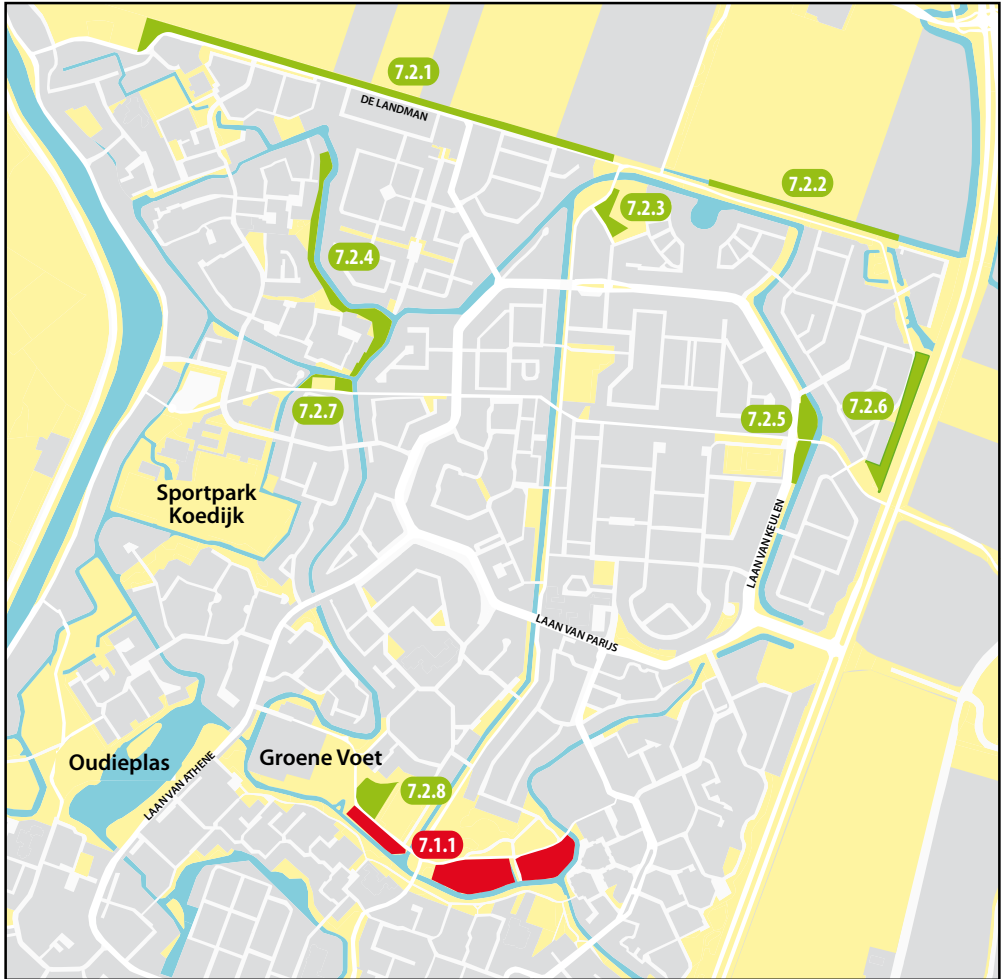 7.2.1
DE LANDMAN
7.2.2
7.2.3
7.2.4
7.2.7
7.2.5
7.2.6
Sportpark
Koedijk
LAAN VAN KEULEN
LAAN VAN PARIJS
Oudieplas
LAAN VAN ATHENE
Groene Voet
7.2.8
7.1.1